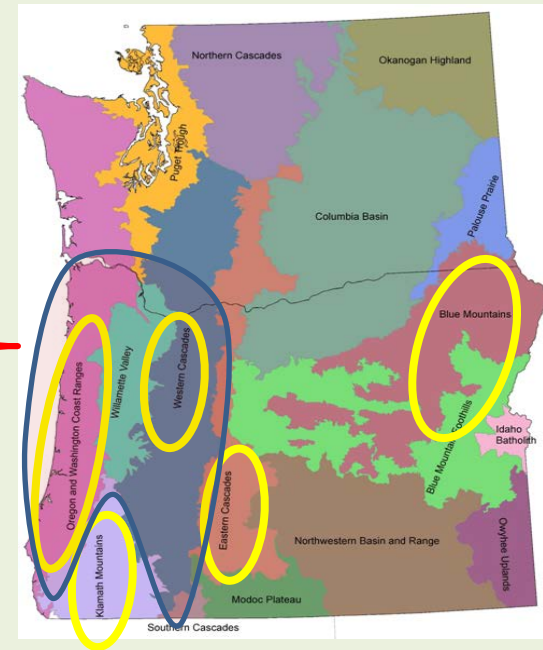 Northern Cascades
Okanogan Highland
Puget Trough
Columbia Basin
Palouse Prairie
Blue Mountains
Western Cascades
Willamette Valley
Oregon and Washington Coast Ranges
Blue Mountain Foothills
Idaho
Batholith
Eastern Cascades
Northwestern Basin and Range
Owyhee Uplands
Klamath Mountains
Modoc Plateau
Southern Cascades